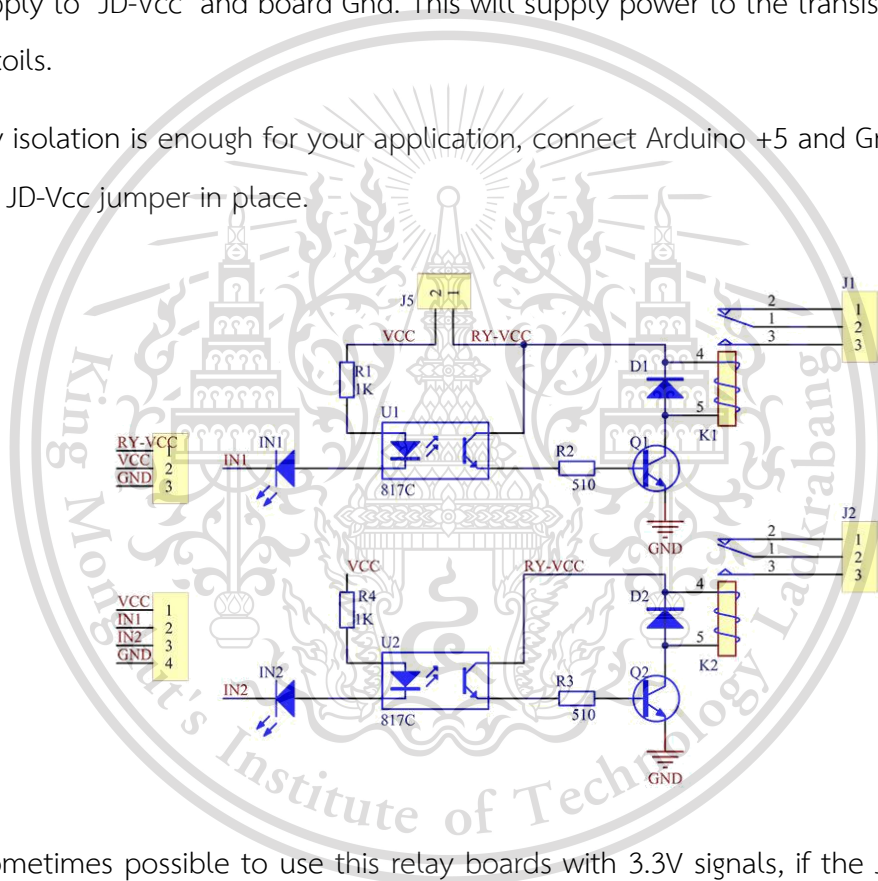 pply to "JD-Vcc" and board Gnd. This will supply power to the transis
coils.
y isolation is enough for your application, connect Arduino +5 and Gr
JD-Vcc jumper in place.
J5
2 1
VCC
RY-VCC
R1
1K
U1
817C
IN1
IN1
R2
510
D1
Q1
4
5
K1
GND
J1
2
1
3
1
2
3
RY-VCC
VCC
GND
1
2
3
VCC
IN1
IN2
GND
1
2
3
4
VCC
R4
1K
U2
817C
IN2
IN2
RY-VCC
R3
510
D2
Q2
4
5
K2
GND
J2
2
1
3
1
2
3
King Mongkut's Institute of Technology Ladkrabang
ometimes possible to use this relay boards with 3.3V signals, if the J